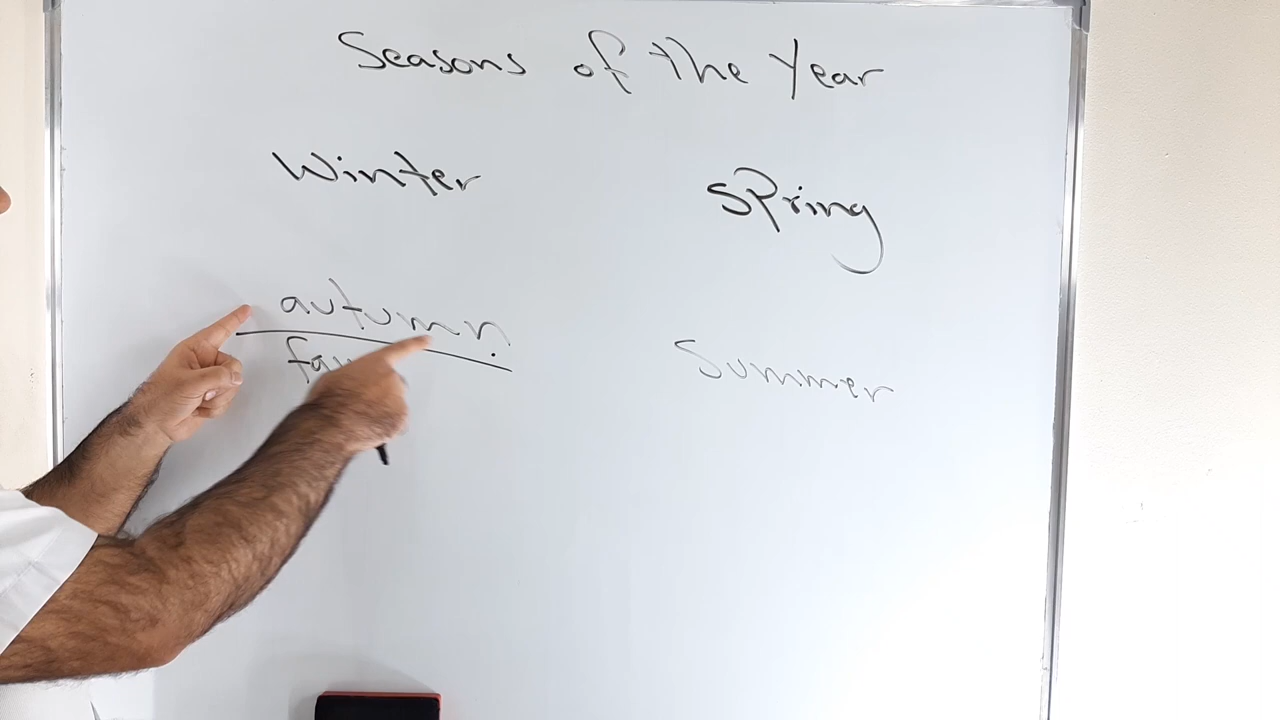 Seasons of the Year
Winter
Spring
autumn
Summer